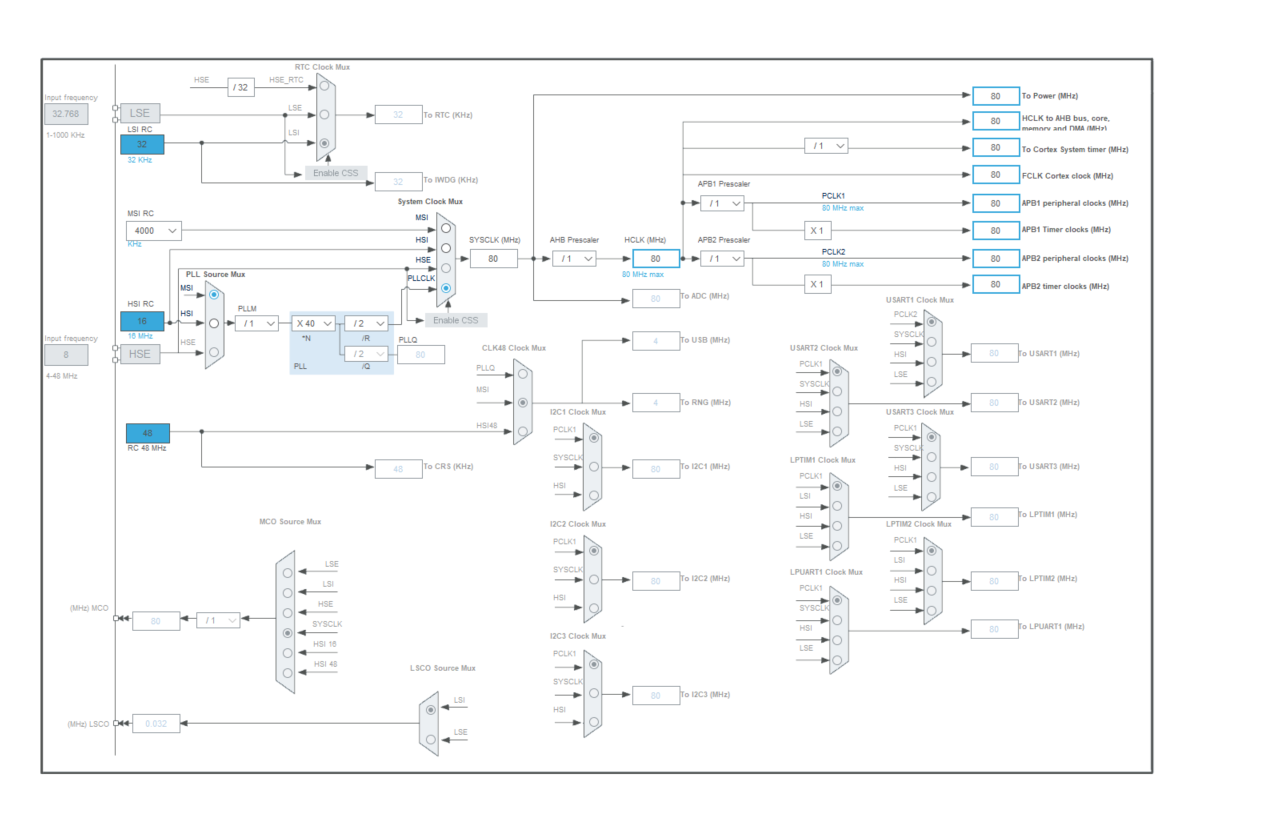 RTC Clock Mux
HSE
/ 32
HSE_RTC
Input frequency
32.768
1-1000 KHz
LSE
LSE
32
To RTC (KHz)
LSI RC
32
32 KHz
LSI
Enable CSS
32
To IWDG (KHz)
System Clock Mux
MSI RC
4000
KHz
MSI
HSI
HSE
PLLCLK
SYSCLK (MHz)
80
AHB Prescaler
/ 1
HCLK (MHz)
80
80 MHz max
Enable CSS
80
To Power (MHz)
80
HCLK to AHB bus, core,
memory and DMA (MHz)
/ 1
80
To Cortex System timer (MHz)
80
FCLK Cortex clock (MHz)
APB1 Prescaler
/ 1
PCLK1
80 MHz max
80
APB1 peripheral clocks (MHz)
X 1
80
APB1 Timer clocks (MHz)
APB2 Prescaler
/ 1
PCLK2
80 MHz max
80
APB2 peripheral clocks (MHz)
X 1
80
APB2 timer clocks (MHz)
PLL Source Mux
MSI
HSI
HSE
HSI RC
16
16 MHz
Input frequency
8
4-48 MHz
HSE
PLLM
/ 1
X 40
*N
/ 2
/R
/ 2
/Q
PLL
PLLQ
80
80
To ADC (MHz)
4
To USB (MHz)
CLK48 Clock Mux
PLLQ
MSI
HSI48
4
To RNG (MHz)
48
RC 48 MHz
48
To CRS (KHz)
I2C1 Clock Mux
PCLK1
SYSCLK
HSI
80
To I2C1 (MHz)
I2C2 Clock Mux
PCLK1
SYSCLK
HSI
80
To I2C2 (MHz)
I2C3 Clock Mux
PCLK1
SYSCLK
HSI
80
To I2C3 (MHz)
USART1 Clock Mux
PCLK2
SYSCLK
HSI
LSE
80
To USART1 (MHz)
USART2 Clock Mux
PCLK1
SYSCLK
HSI
LSE
80
To USART2 (MHz)
USART3 Clock Mux
PCLK1
SYSCLK
HSI
LSE
80
To USART3 (MHz)
LPTIM1 Clock Mux
PCLK1
LSI
HSI
LSE
80
To LPTIM1 (MHz)
LPTIM2 Clock Mux
PCLK1
LSI
HSI
LSE
80
To LPTIM2 (MHz)
LPUART1 Clock Mux
PCLK1
SYSCLK
HSI
LSE
80
To LPUART1 (MHz)
MCO Source Mux
LSE
LSI
HSE
SYSCLK
HSI 16
HSI 48
(MHz) MCO
80
/ 1
LSCO Source Mux
LSI
LSE
(MHz) LSCO
0.032